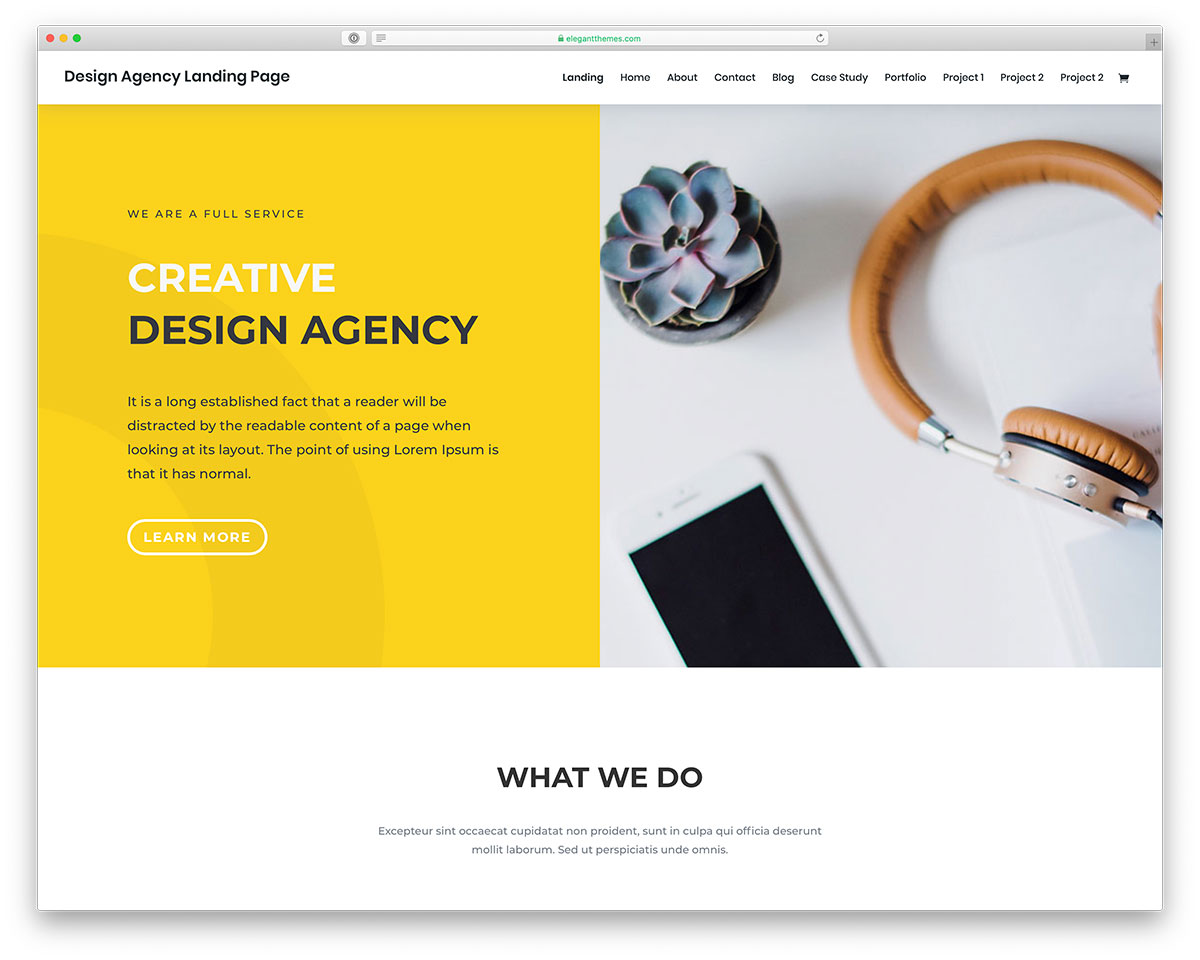 elegantthemes.com
Design Agency Landing Page
Landing Home About Contact Blog Case Study Portfolio Project 1 Project 2 Project 2
WE ARE A FULL SERVICE
CREATIVE
DESIGN AGENCY
It is a long established fact that a reader will be
distracted by the readable content of a page when
looking at its layout. The point of using Lorem Ipsum is
that it has normal.
LEARN MORE
WHAT WE DO
Excepteur sint occaecat cupidatat non proident, sunt in culpa qui officia deserunt
mollit laborum. Sed ut perspiciatis unde omnis.